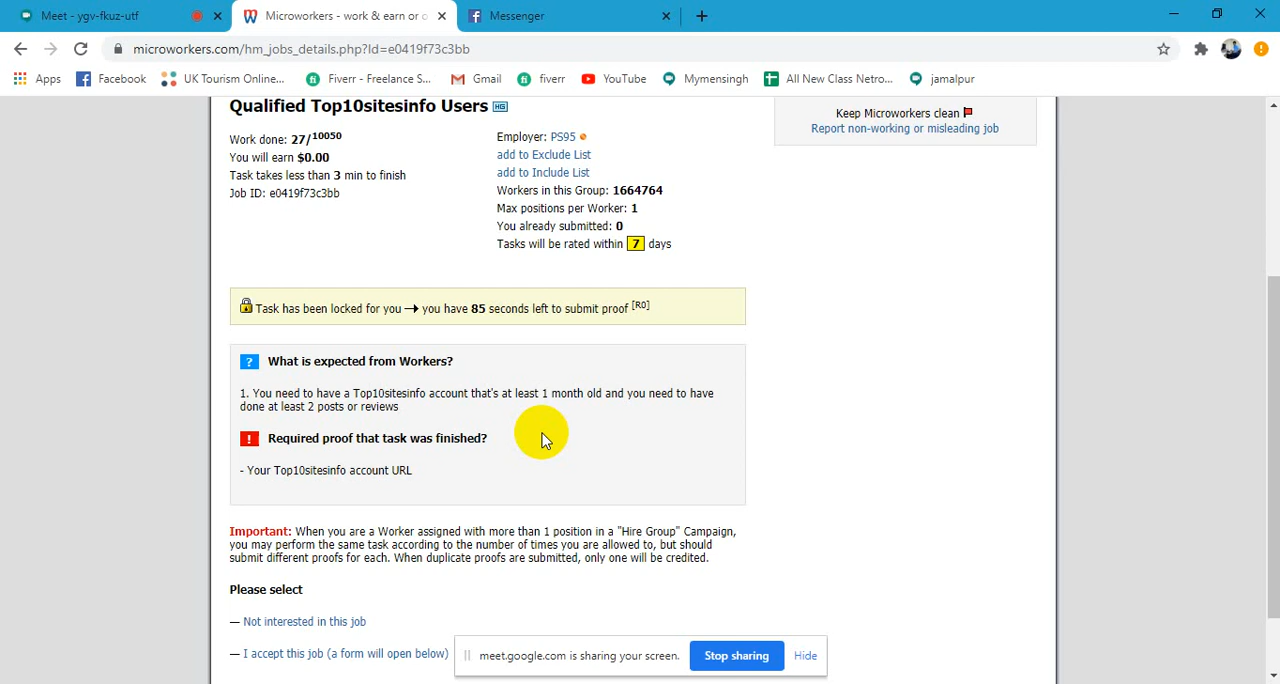 Meet - ygv-fkuz-utf
Microworkers - work & earn or o
Messenger
microworkers.com/hm_jobs_details.php?Id=e0419f73c3bb
Apps
Facebook
UK Tourism Online...
Fiverr - Freelance S...
Gmail
fiverr
YouTube
Mymensingh
All New Class Netro...
jamalpur
Qualified Top10sitesinfo Users HG
Work done: 27/10050
You will earn $0.00
Task takes less than 3 min to finish
Job ID: e0419f73c3bb
Employer: PS95
add to Exclude List
add to Include List
Workers in this Group: 1664764
Max positions per Worker: 1
You already submitted: 0
Tasks will be rated within 7 days
Keep Microworkers clean
Report non-working or misleading job
Task has been locked for you → you have 85 seconds left to submit proof [R0]
? What is expected from Workers?
1. You need to have a Top10sitesinfo account that's at least 1 month old and you need to have
done at least 2 posts or reviews
! Required proof that task was finished?
- Your Top10sitesinfo account URL
Important: When you are a Worker assigned with more than 1 position in a "Hire Group" Campaign,
you may perform the same task according to the number of times you are allowed to, but should
submit different proofs for each. When duplicate proofs are submitted, only one will be credited.
Please select
— Not interested in this job
— I accept this job (a form will open below)
meet.google.com is sharing your screen.
Stop sharing
Hide